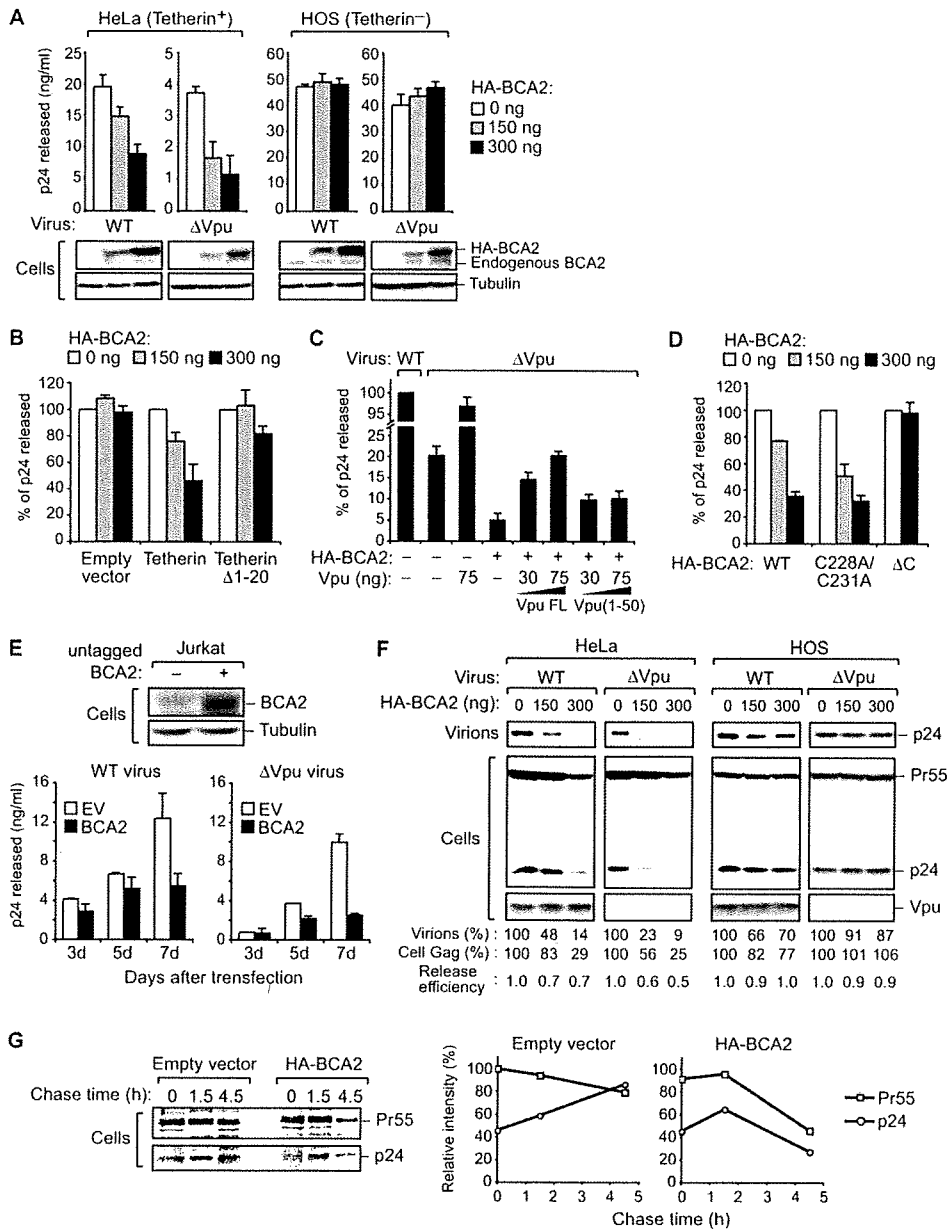 A
HeLa (Tetherin+) HOS (Tetherin–)
p24 released (ng/ml)
25 20 15 10 5 0
5 4 3 2 1 0
60 50 40 30 20 10 0
60 50 40 30 20 10 0
HA-BCA2:
0 ng
150 ng
300 ng
Virus: WT ΔVpu WT ΔVpu
Cells
HA-BCA2
Endogenous BCA2
Tubulin
B
HA-BCA2:
0 ng 150 ng 300 ng
% of p24 released
120 100 80 60 40 20 0
Empty vector Tetherin Tetherin Δ1-20
C
Virus: WT ΔVpu
% of p24 released
100 95 20 25 15 10 5 0
HA-BCA2: – – – + + + + +
Vpu (ng): – – 75 – 30 75 30 75
Vpu FL Vpu(1-50)
D
HA-BCA2:
0 ng 150 ng 300 ng
% of p24 released
120 100 80 60 40 20 0
HA-BCA2: WT C228A/C231A ΔC
E
untagged Jurkat
BCA2: – +
Cells
BCA2
Tubulin
WT virus ΔVpu virus
p24 released (ng/ml)
16 12 8 4 0
16 12 8 4 0
EV
BCA2
EV
BCA2
3d 5d 7d 3d 5d 7d
Days after trensfection
F
HeLa HOS
Virus: WT ΔVpu WT ΔVpu
HA-BCA2 (ng): 0 150 300 0 150 300 0 150 300 0 150 300
Virions p24
Cells
Pr55
p24
Vpu
Virions (%) : 100 48 14 100 23 9 100 66 70 100 91 87
Cell Gag (%) : 100 83 29 100 56 25 100 82 77 100 101 106
Release efficiency : 1.0 0.7 0.7 1.0 0.6 0.5 1.0 0.9 1.0 1.0 0.9 0.9
G
Empty vector HA-BCA2
Chase time (h): 0 1.5 4.5 0 1.5 4.5
Cells
Pr55
p24
Empty vector HA-BCA2
Relative intensity (%)
100 80 60 40 20 0
100 80 60 40 20 0
0 1 2 3 4 5 0 1 2 3 4 5
Chase time (h)
Pr55
p24